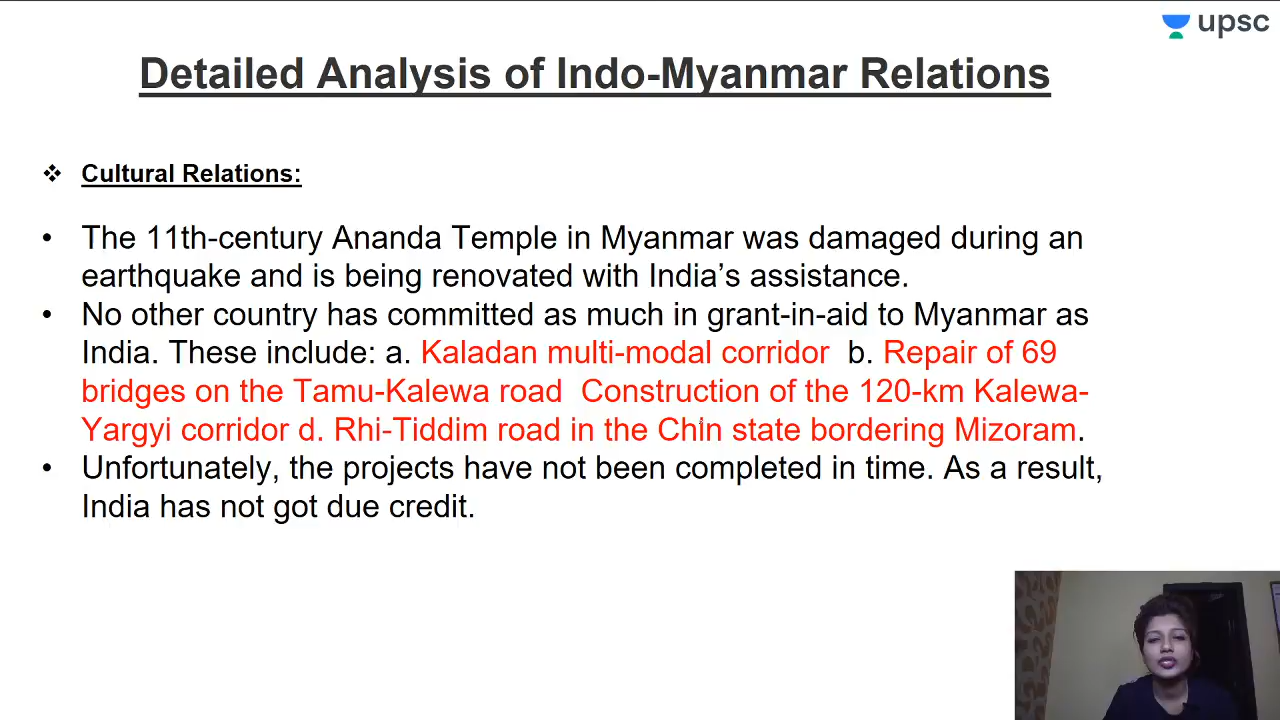 upsc
Detailed Analysis of Indo-Myanmar Relations
❖ Cultural Relations:
• The 11th-century Ananda Temple in Myanmar was damaged during an
earthquake and is being renovated with India’s assistance.
• No other country has committed as much in grant-in-aid to Myanmar as
India. These include: a. Kaladan multi-modal corridor b. Repair of 69
bridges on the Tamu-Kalewa road Construction of the 120-km Kalewa-
Yargyi corridor d. Rhi-Tiddim road in the Chin state bordering Mizoram.
• Unfortunately, the projects have not been completed in time. As a result,
India has not got due credit.